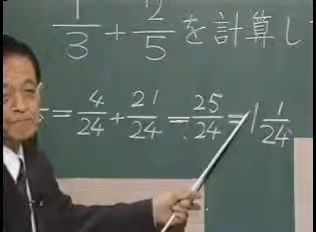 1/3 + 2/5 を計算し
= 4/24 + 21/24 = 25/24 = 1 1/24